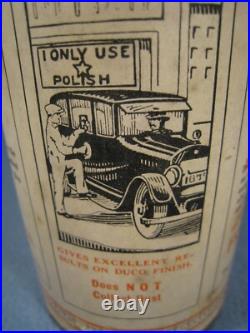 I ONLY USE
POLISH
GIVES EXCELLENT RE-
SULTS ON DUCO FINISH.
Does NOT